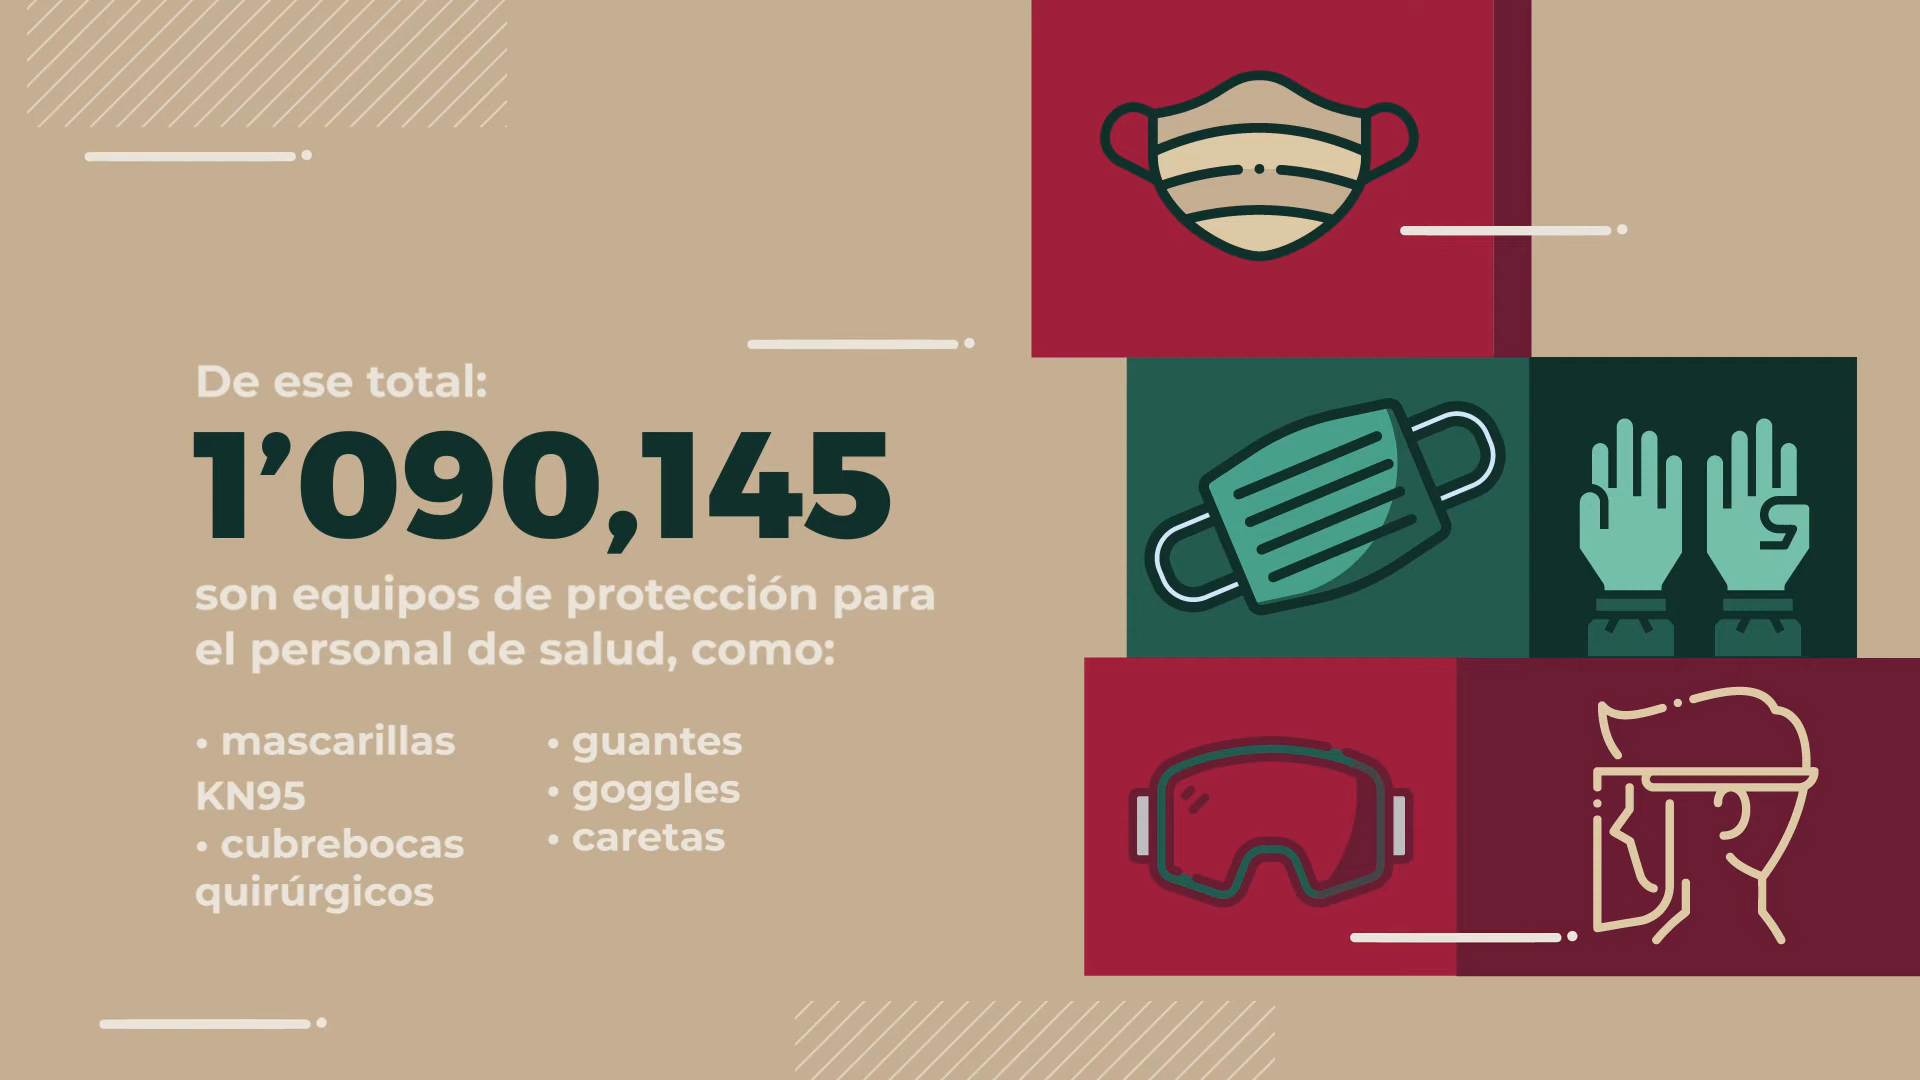 De ese total:
1’090,145
son equipos de protección para
el personal de salud, como:
• mascarillas
KN95
• cubrebocas
quirúrgicos
• guantes
• goggles
• caretas